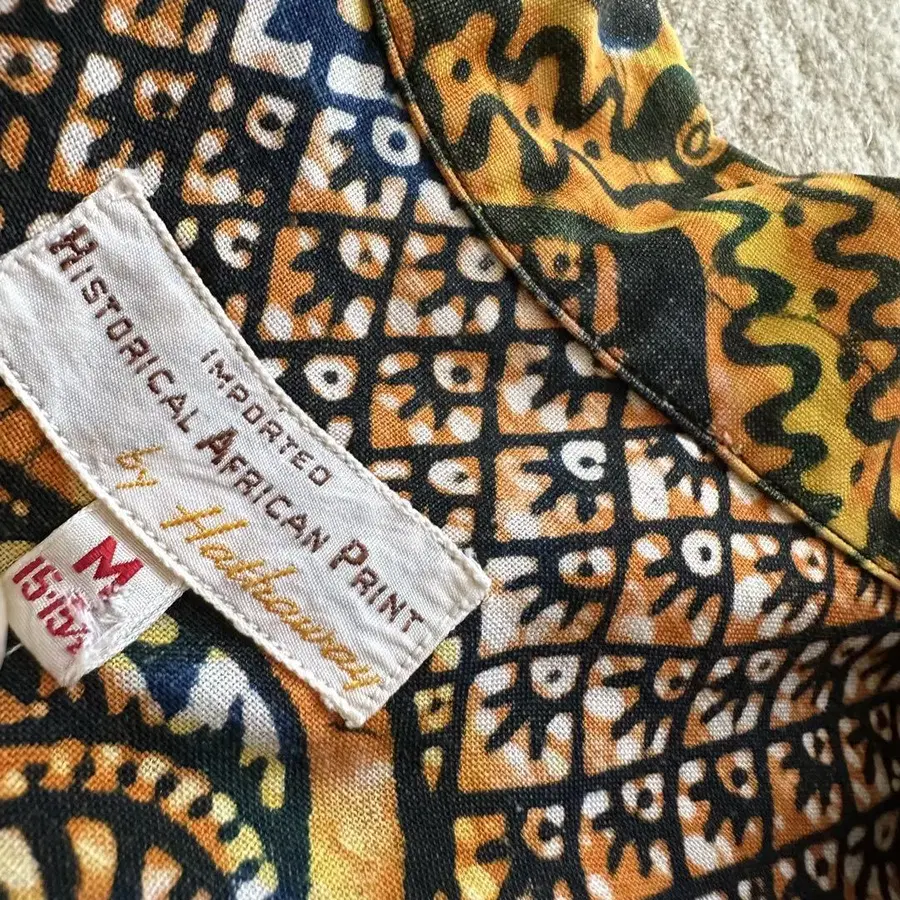 IMPORTED
HISTORICAL AFRICAN PRINT
by Hathaway
M
15-15½